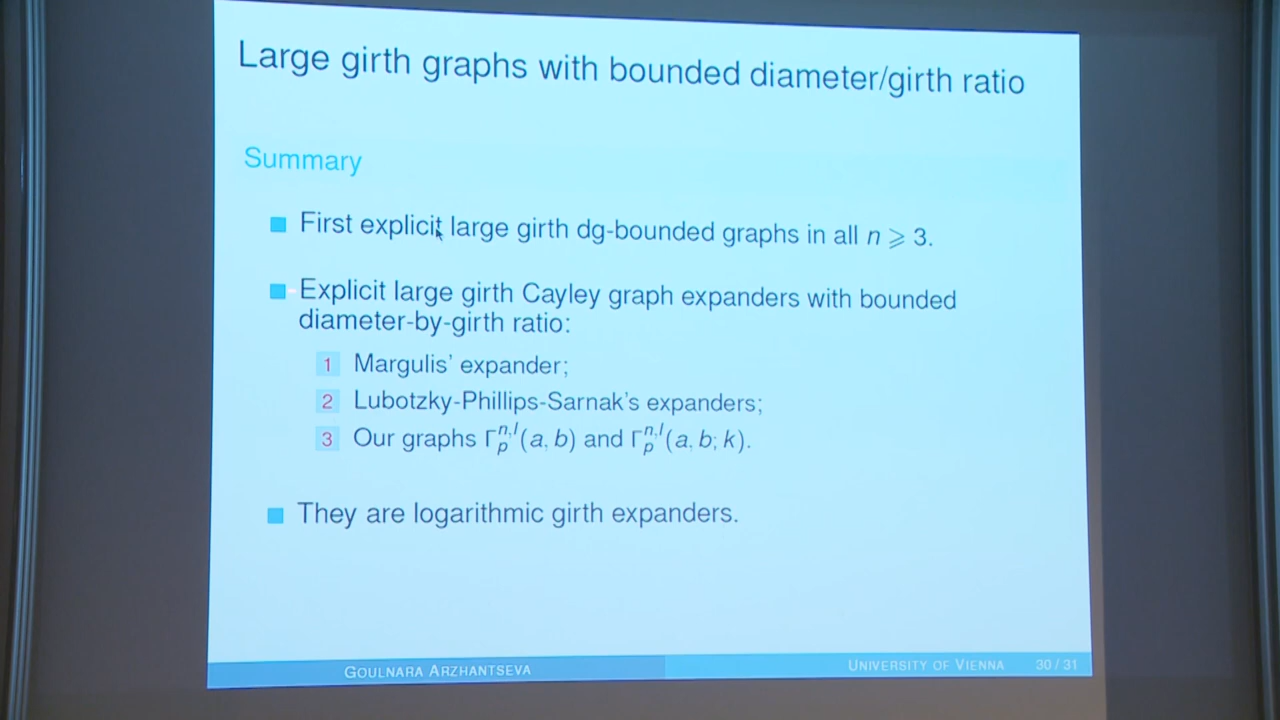 Large girth graphs with bounded diameter/girth ratio
Summary
First explicit large girth dg-bounded graphs in all n ⩾ 3.
Explicit large girth Cayley graph expanders with bounded
diameter-by-girth ratio:
1 Margulis' expander;
2 Lubotzky-Phillips-Sarnak's expanders;
3 Our graphs Γ_p^{n,l}(a, b) and Γ_p^{n,l}(a, b; k).
They are logarithmic girth expanders.
GOULNARA ARZHANTSEVA UNIVERSITY OF VIENNA 30 / 31